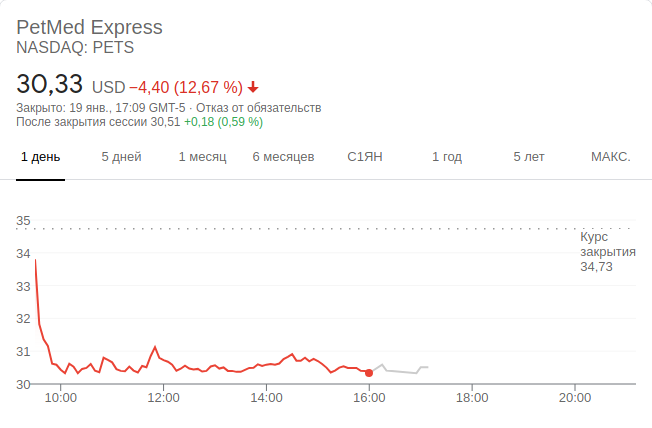 PetMed Express
NASDAQ: PETS
30,33 USD −4,40 (12,67 %)
Закрыто: 19 янв., 17:09 GMT-5 · Отказ от обязательств
После закрытия сессии 30,51 +0,18 (0,59 %)
1 день 5 дней 1 месяц 6 месяцев С1ЯН 1 год 5 лет МАКС.
35
Курс
закрытия
34,73
34
33
32
31
30
10:00 12:00 14:00 16:00 18:00 20:00